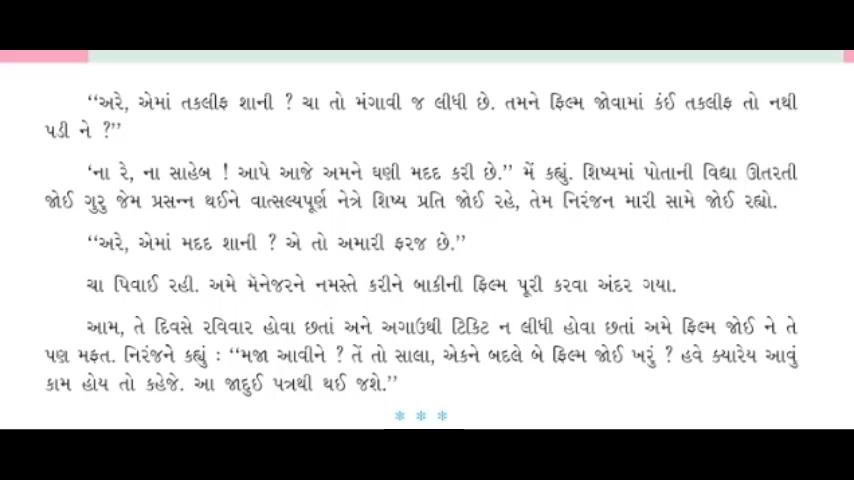 “અરે, એમાં તકલીફ શાની ? ચા તો મંગાવી જ લીધી છે. તમને ફિલ્મ જોવામાં કંઈ તકલીફ તો નથી
પડી ને ?”
‘ના રે, ના સાહેબ ! આપે આજે અમને ઘણી મદદ કરી છે.” મેં કહ્યું. શિષ્યમાં પોતાની વિદ્યા ઊતરતી
જોઈ ગુરુ જેમ પ્રસન્ન થઈને વાત્સલ્યપૂર્ણ નેત્રે શિષ્ય પ્રતિ જોઈ રહે, તેમ નિરંજન મારી સામે જોઈ રહ્યો.
“અરે, એમાં મદદ શાની ? એ તો અમારી ફરજ છે.”
ચા પિવાઈ રહી. અમે મૅનેજરને નમસ્તે કરીને બાકીની ફિલ્મ પૂરી કરવા અંદર ગયા.
આમ, તે દિવસે રવિવાર હોવા છતાં અને અગાઉથી ટિકિટ ન લીધી હોવા છતાં અમે ફિલ્મ જોઈ ને તે
પણ મફત. નિરંજને કહ્યું : “મજા આવીને ? તેં તો સાલા, એકને બદલે બે ફિલ્મ જોઈ ખરું ? હવે ક્યારેય આવું
કામ હોય તો કહેજે. આ જાદુઈ પત્રથી થઈ જશે.”
* * *